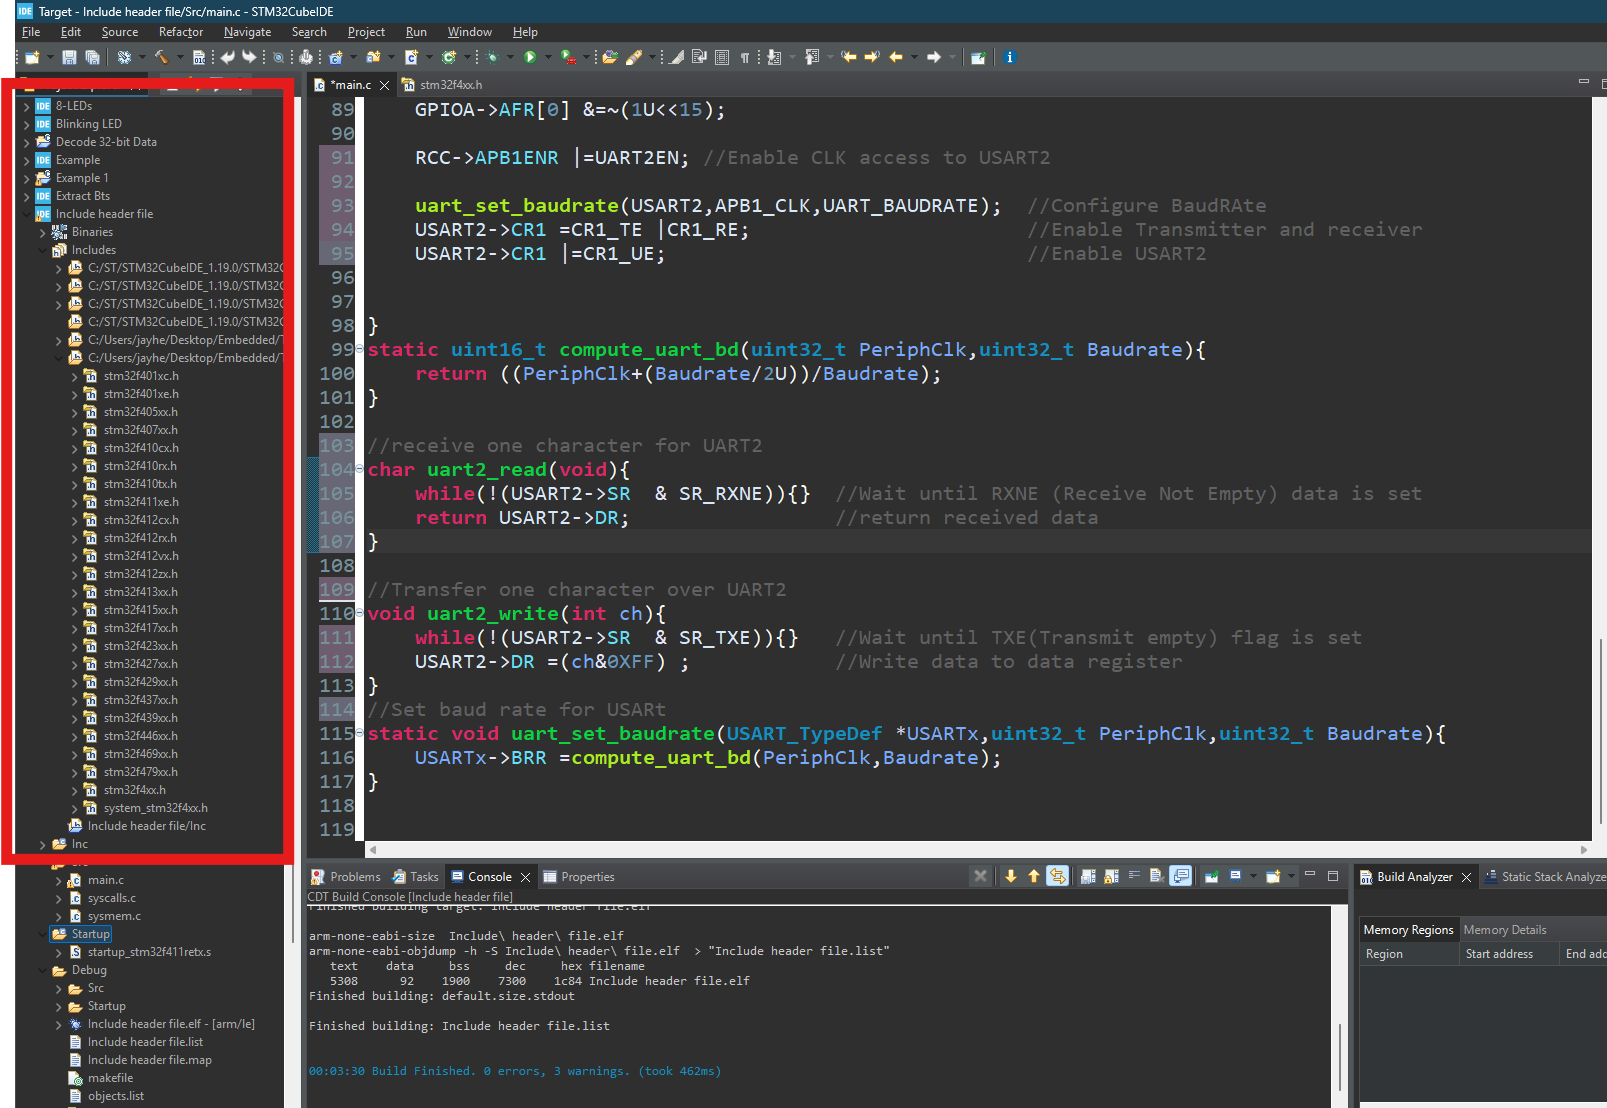 IDE Target - Include header file/Src/main.c - STM32CubeIDE
File Edit Source Refactor Navigate Search Project Run Window Help
8-LEDs
Blinking LED
Decode 32-bit Data
Example
Example 1
Extract Bts
Include header file
Binaries
Includes
C:/ST/STM32CubeIDE_1.19.0/STM32C
C:/ST/STM32CubeIDE_1.19.0/STM32C
C:/ST/STM32CubeIDE_1.19.0/STM32C
C:/ST/STM32CubeIDE_1.19.0/STM32C
C:/Users/jayhe/Desktop/Embedded/T
C:/Users/jayhe/Desktop/Embedded/T
stm32f401xc.h
stm32f401xe.h
stm32f405xx.h
stm32f407xx.h
stm32f410cx.h
stm32f410rx.h
stm32f410tx.h
stm32f411xe.h
stm32f412cx.h
stm32f412rx.h
stm32f412vx.h
stm32f412zx.h
stm32f413xx.h
stm32f415xx.h
stm32f417xx.h
stm32f423xx.h
stm32f427xx.h
stm32f429xx.h
stm32f437xx.h
stm32f439xx.h
stm32f446xx.h
stm32f469xx.h
stm32f479xx.h
stm32f4xx.h
system_stm32f4xx.h
Include header file/Inc
Inc
main.c
syscalls.c
sysmem.c
Startup
startup_stm32f411retx.s
Debug
Src
Startup
Include header file.elf - [arm/le]
Include header file.list
Include header file.map
makefile
objects.list
*main.c stm32f4xx.h
89 GPIOA->AFR[0] &=~(1U<<15);
90
91 RCC->APB1ENR |=UART2EN; //Enable CLK access to USART2
92
93 uart_set_baudrate(USART2,APB1_CLK,UART_BAUDRATE); //Configure BaudRAte
94 USART2->CR1 =CR1_TE |CR1_RE; //Enable Transmitter and receiver
95 USART2->CR1 |=CR1_UE; //Enable USART2
96
97
98 }
99 static uint16_t compute_uart_bd(uint32_t PeriphClk,uint32_t Baudrate){
100 return ((PeriphClk+(Baudrate/2U))/Baudrate);
101 }
102
103 //receive one character for UART2
104 char uart2_read(void){
105 while(!(USART2->SR & SR_RXNE)){} //Wait until RXNE (Receive Not Empty) data is set
106 return USART2->DR; //return received data
107 }
108
109 //Transfer one character over UART2
110 void uart2_write(int ch){
111 while(!(USART2->SR & SR_TXE)){} //Wait until TXE(Transmit empty) flag is set
112 USART2->DR =(ch&0XFF) ; //Write data to data register
113 }
114 //Set baud rate for USARt
115 static void uart_set_baudrate(USART_TypeDef *USARTx,uint32_t PeriphClk,uint32_t Baudrate){
116 USARTx->BRR =compute_uart_bd(PeriphClk,Baudrate);
117 }
118
119
Problems Tasks Console Properties
CDT Build Console [Include header file]
Finished building target: Include header file.elf
arm-none-eabi-size Include\ header\ file.elf
arm-none-eabi-objdump -h -S Include\ header\ file.elf > "Include header file.list"
text data bss dec hex filename
5308 92 1900 7300 1c84 Include header file.elf
Finished building: default.size.stdout
Finished building: Include header file.list
00:03:30 Build Finished. 0 errors, 3 warnings. (took 462ms)
Build Analyzer Static Stack Analyze
Memory Regions Memory Details
Region Start address End add